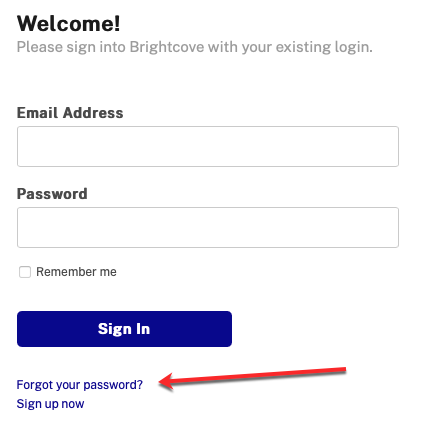 Welcome!
Please sign into Brightcove with your existing login.
Email Address
Password
Remember me
Sign In
Forgot your password?
Sign up now